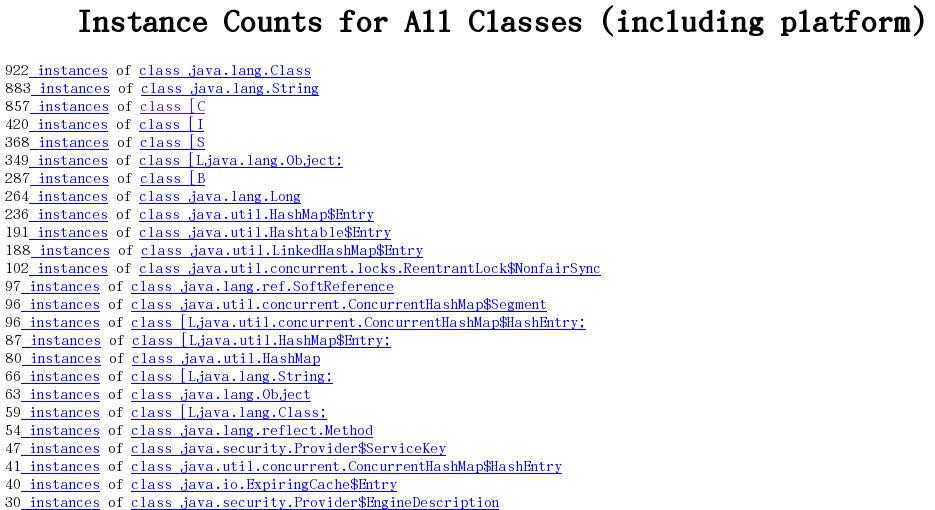 Instance Counts for All Classes (including platform)
922 instances of class java.lang.Class
883 instances of class java.lang.String
857 instances of class [C
420 instances of class [I
368 instances of class [S
349 instances of class [Ljava.lang.Object;
287 instances of class [B
264 instances of class java.lang.Long
236 instances of class java.util.HashMap$Entry
191 instances of class java.util.Hashtable$Entry
188 instances of class java.util.LinkedHashMap$Entry
102 instances of class java.util.concurrent.locks.ReentrantLock$NonfairSync
97 instances of class java.lang.ref.SoftReference
96 instances of class java.util.concurrent.ConcurrentHashMap$Segment
96 instances of class [Ljava.util.concurrent.ConcurrentHashMap$HashEntry;
87 instances of class [Ljava.util.HashMap$Entry;
80 instances of class java.util.HashMap
66 instances of class [Ljava.lang.String;
63 instances of class java.lang.Object
59 instances of class [Ljava.lang.Class;
54 instances of class java.lang.reflect.Method
47 instances of class java.security.Provider$ServiceKey
41 instances of class java.util.concurrent.ConcurrentHashMap$HashEntry
40 instances of class java.io.ExpiringCache$Entry
30 instances of class java.security.Provider$EngineDescription